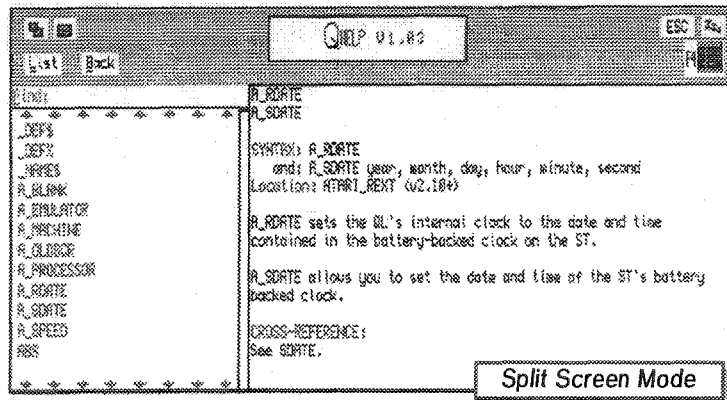 QHELP V1.03
ESC
List Back
A_RDATE
A_SDATE
_DEF$
_DEF%
_NAME$
A_BLANK
A_EMULATOR
A_MACHINE
A_OLDSCR
A_PROCESSOR
A_RDATE
A_SDATE
A_SPEED
ABS
SYNTAX: A_RDATE
and: A_SDATE year, month, day, hour, minute, second
Location: ATARI_REXT (v2.10+)
A_RDATE sets the QL's internal clock to the date and time
contained in the battery-backed clock on the ST.
A_SDATE allows you to set the date and time of the ST's battery
backed clock.
CROSS-REFERENCE:
See SDATE.
Split Screen Mode